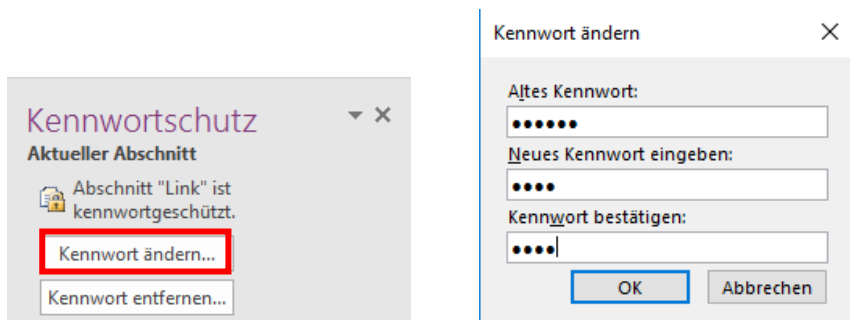 Kennwortschutz
Aktueller Abschnitt
Abschnitt "Link" ist
kennwortgeschützt.
Kennwort ändern...
Kennwort entfernen...
Kennwort ändern
Altes Kennwort:
●●●●●●
Neues Kennwort eingeben:
●●●●
Kennwort bestätigen:
●●●●
OK Abbrechen